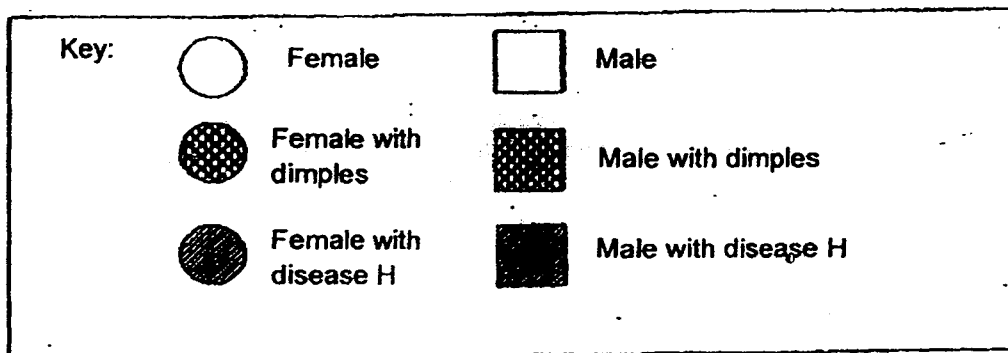 Key:
Female
Male
Female with
dimples
Male with dimples
Female with
disease H
Male with disease H